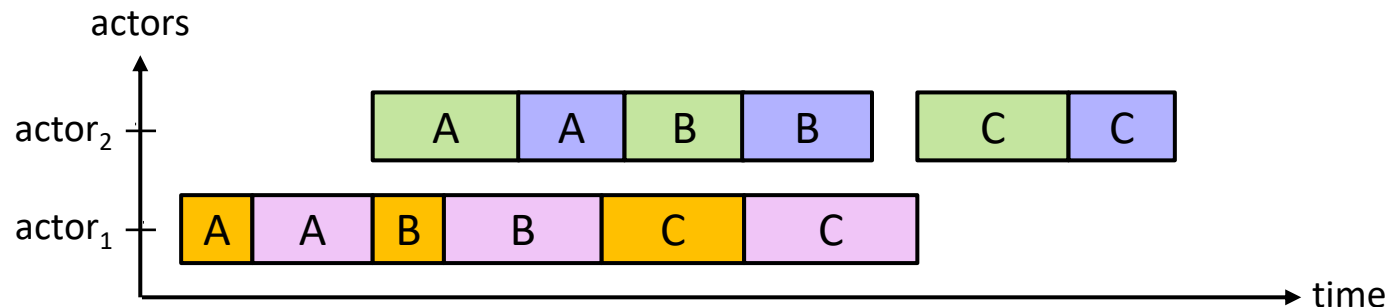 actors
actor₂ A A B B C C
actor₁ A A B B C C
time